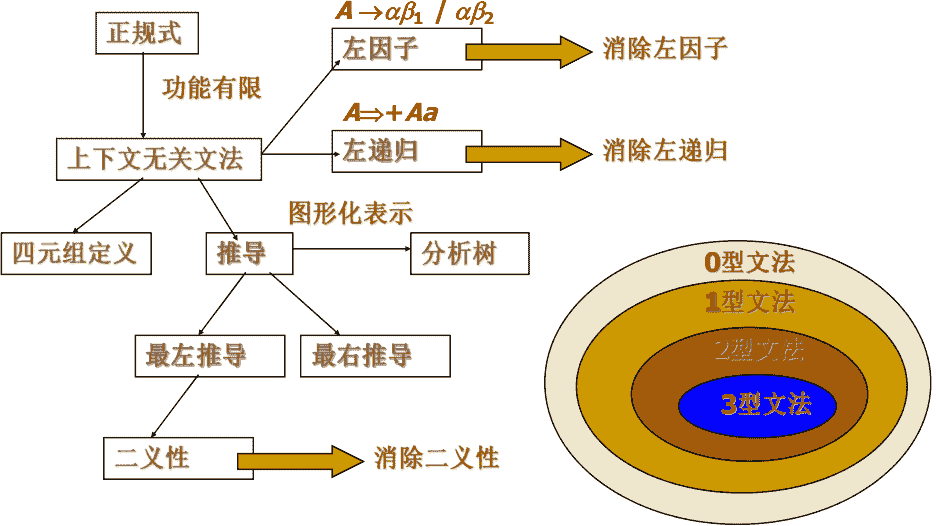 A→αβ1 / αβ2
正规式
左因子
消除左因子
功能有限
A⇒+Aa
上下文无关文法
左递归
消除左递归
图形化表示
四元组定义
推导
分析树
0型文法
1型文法
2型文法
3型文法
最左推导
最右推导
二义性
消除二义性